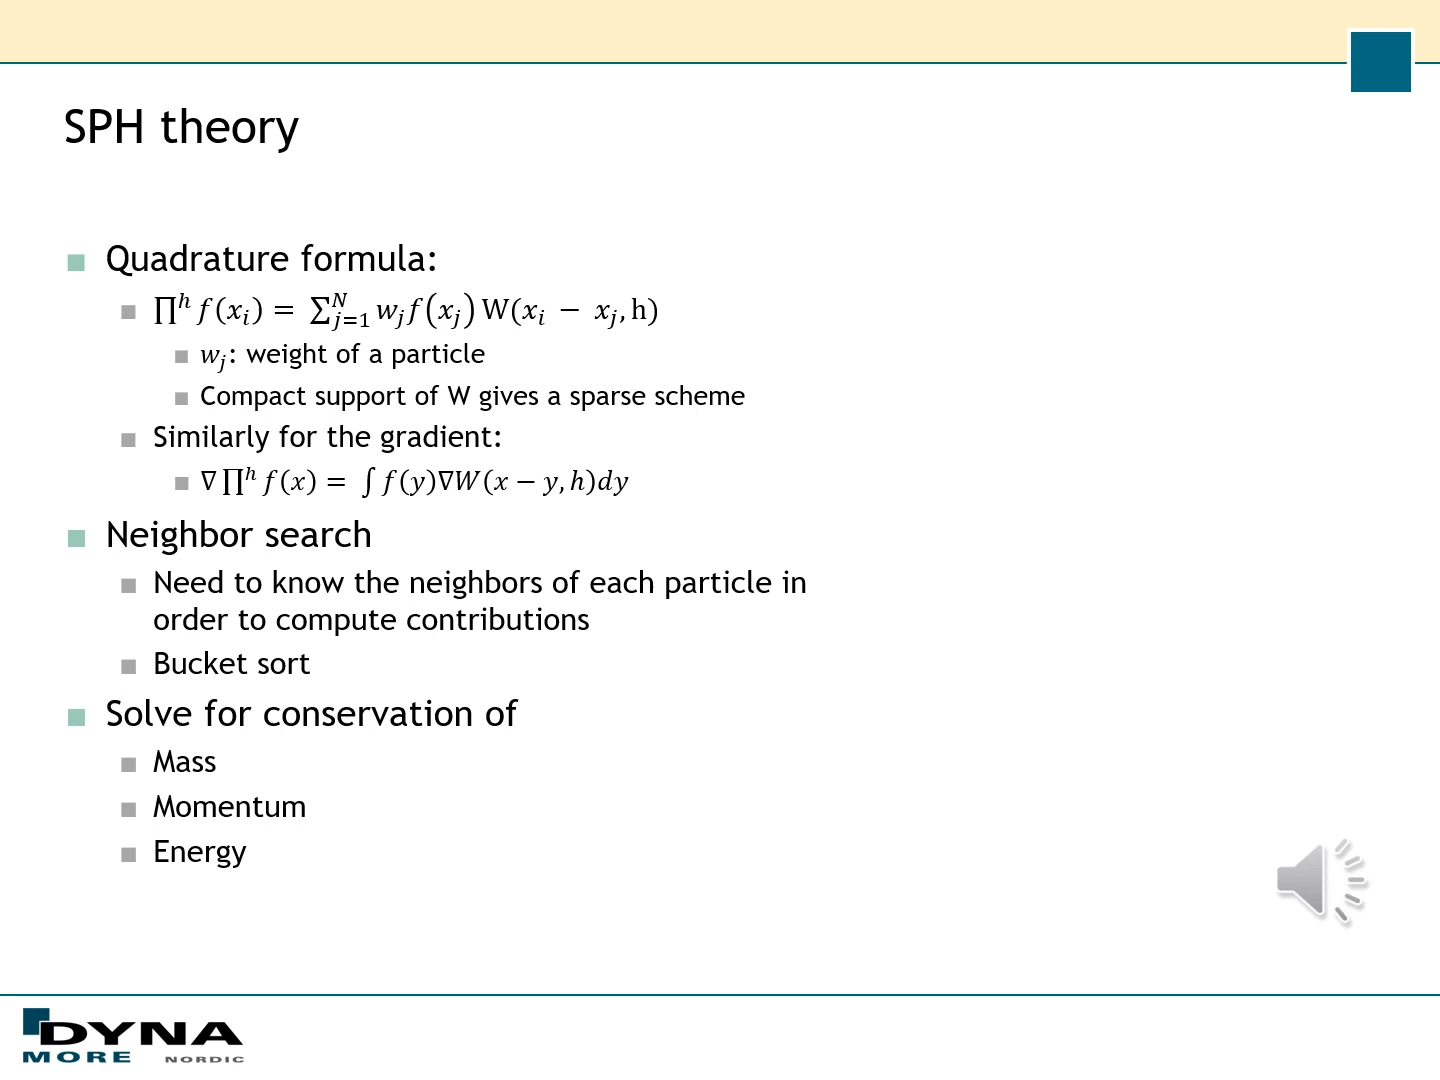 SPH theory
Quadrature formula:
∏ʰ f(xᵢ) = ∑ⱼ₌₁ᴺ wⱼf(xⱼ) W(xᵢ − xⱼ, h)
wⱼ: weight of a particle
Compact support of W gives a sparse scheme
Similarly for the gradient:
∇∏ʰ f(x) = ∫ f(y)∇W(x − y, h)dy
Neighbor search
Need to know the neighbors of each particle in
order to compute contributions
Bucket sort
Solve for conservation of
Mass
Momentum
Energy
DYNA
MORE NORDIC